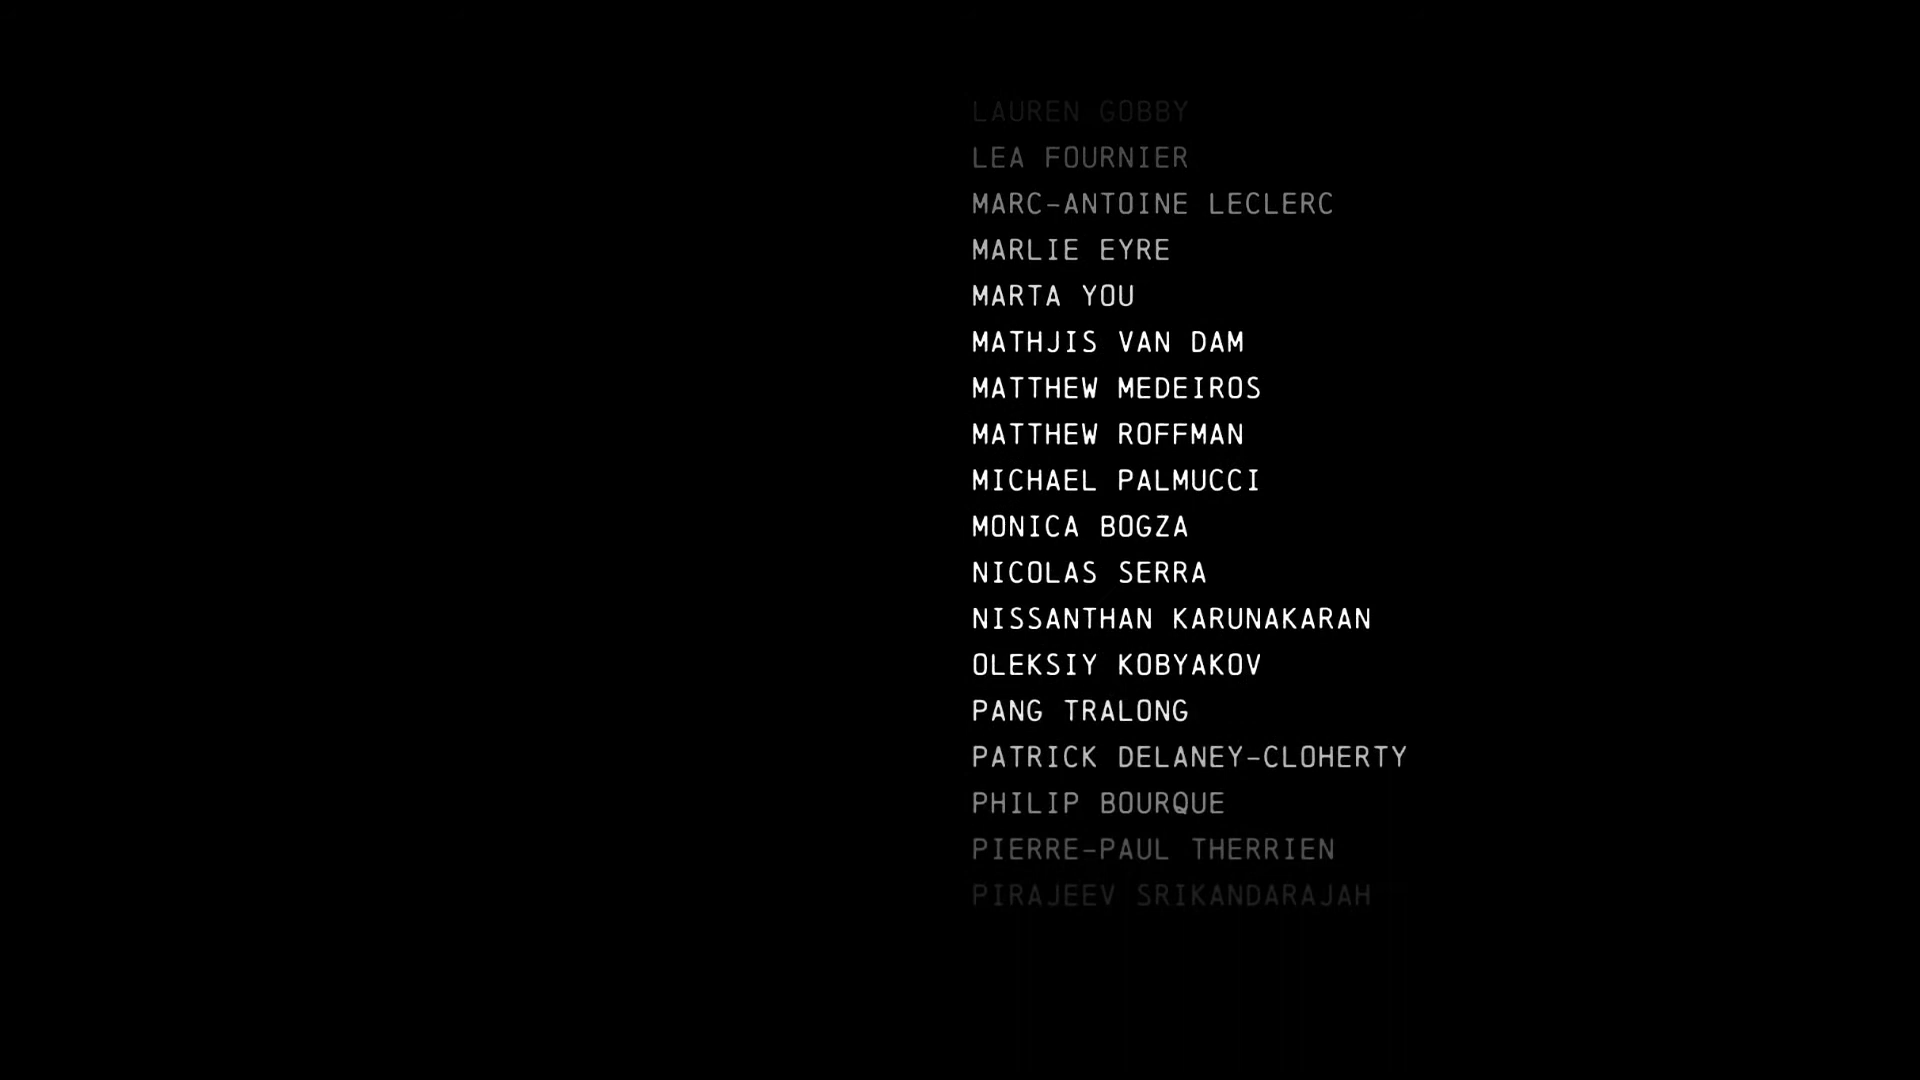 LAUREN GOBBY
LEA FOURNIER
MARC-ANTOINE LECLERC
MARLIE EYRE
MARTA YOU
MATHJIS VAN DAM
MATTHEW MEDEIROS
MATTHEW ROFFMAN
MICHAEL PALMUCCI
MONICA BOGZA
NICOLAS SERRA
NISSANTHAN KARUNAKARAN
OLEKSIY KOBYAKOV
PANG TRALONG
PATRICK DELANEY-CLOHERTY
PHILIP BOURQUE
PIERRE-PAUL THERRIEN
PIRAJEEV SRIKANDARAJAH